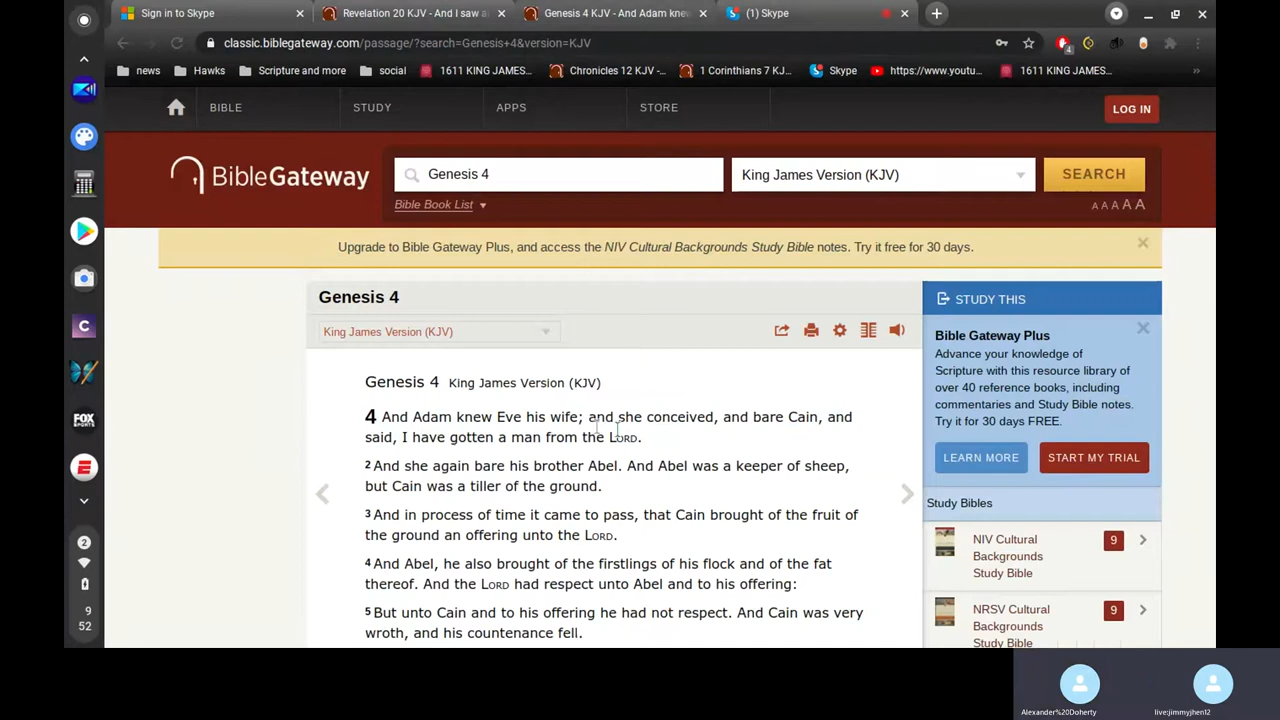 Sign in to Skype
Revelation 20 KJV - And I saw a
Genesis 4 KJV - And Adam knew
(1) Skype
classic.biblegateway.com/passage/?search=Genesis+4&version=KJV
4
news
Hawks
Scripture and more
social
1611 KING JAMES...
Chronicles 12 KJV -...
1 Corinthians 7 KJ...
Skype
https://www.youtu...
1611 KING JAMES...
»
BIBLE
STUDY
APPS
STORE
LOG IN
BibleGateway
Genesis 4
King James Version (KJV)
SEARCH
Bible Book List
A A A A A
Upgrade to Bible Gateway Plus, and access the NIV Cultural Backgrounds Study Bible notes. Try it free for 30 days.
Genesis 4
King James Version (KJV)
Genesis 4 King James Version (KJV)
4 And Adam knew Eve his wife; and she conceived, and bare Cain, and
said, I have gotten a man from the LORD.
2 And she again bare his brother Abel. And Abel was a keeper of sheep,
but Cain was a tiller of the ground.
3 And in process of time it came to pass, that Cain brought of the fruit of
the ground an offering unto the LORD.
4 And Abel, he also brought of the firstlings of his flock and of the fat
thereof. And the LORD had respect unto Abel and to his offering:
5 But unto Cain and to his offering he had not respect. And Cain was very
wroth, and his countenance fell.
STUDY THIS
Bible Gateway Plus
Advance your knowledge of
Scripture with this resource library of
over 40 reference books, including
commentaries and Study Bible notes.
Try it for 30 days FREE.
LEARN MORE
START MY TRIAL
Study Bibles
NIV Cultural
Backgrounds
Study Bible
9
NRSV Cultural
Backgrounds
Study Bible
9
C
FOX
SPORTS
2
9
52
Alexander%20Doherty
live:jimmyjhen12